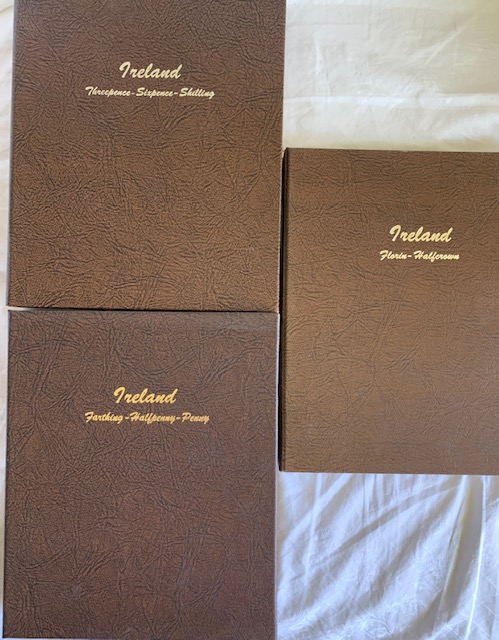 Ireland
Threepence-Sixpence-Shilling
Ireland
Florin-Halfcrown
Ireland
Farthing-Halfpenny-Penny